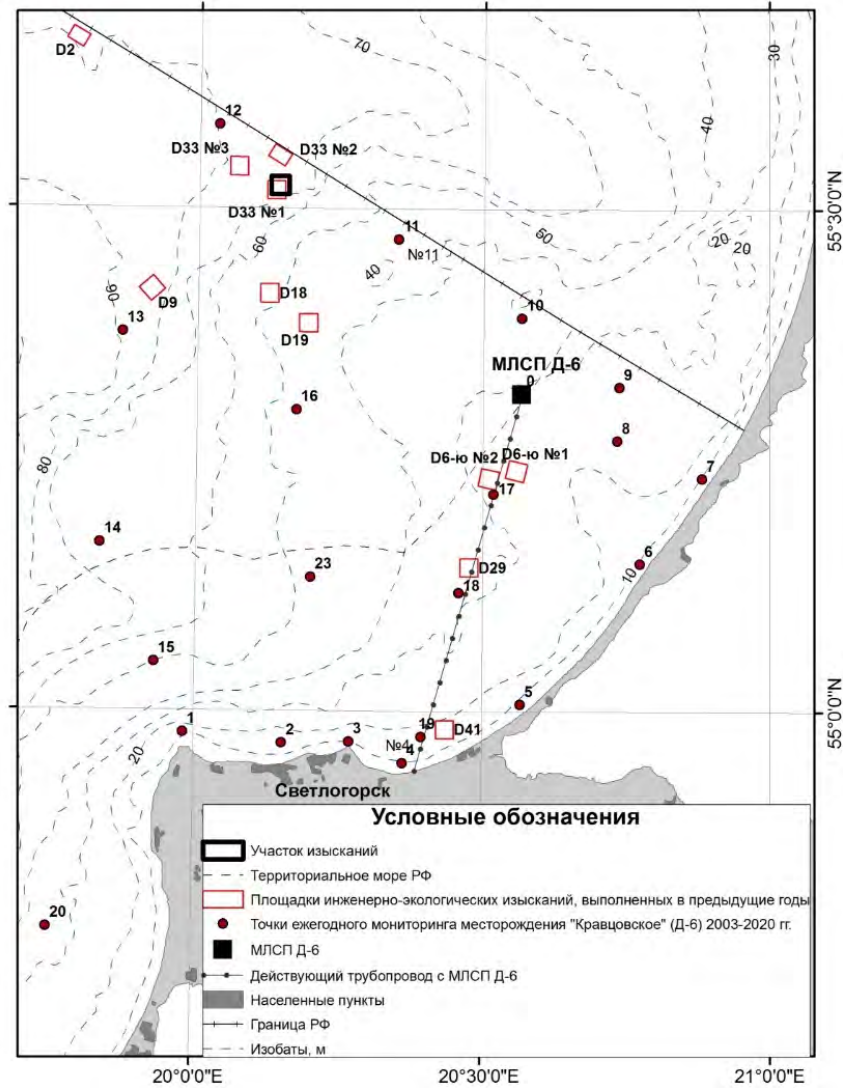 D2
70
30
12
40
D33 №3
D33 №2
D33 №1
60
11
№11
60
20
20
55°30'0"N
40
90
D9
D18
13
D19
10
МЛСП Д-6
0
9
16
8
80
D6-ю №2
D6-ю №1
17
7
14
23
D29
18
6
10
15
1
2
3
5
19
D41
№4
4
20
55°0'0"N
Светлогорск
20
Условные обозначения
Участок изысканий
Территориальное море РФ
Площадки инженерно-экологических изысканий, выполненных в предыдущие годы
Точки ежегодного мониторинга месторождения "Кравцовское" (Д-6) 2003-2020 гг.
МЛСП Д-6
Действующий трубопровод с МЛСП Д-6
Населенные пункты
Граница РФ
Изобаты, м
20°0'0"E
20°30'0"E
21°0'0"E